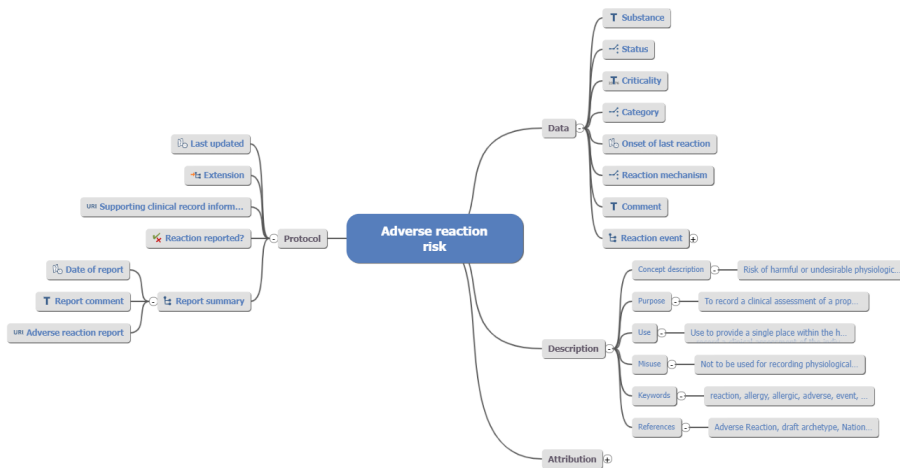 Adverse reaction
risk
Data
Substance
Status
Criticality
Category
Onset of last reaction
Reaction mechanism
Comment
Reaction event
Description
Concept description
Risk of harmful or undesirable physiologic...
Purpose
To record a clinical assessment of a prop...
Use
Use to provide a single place within the h...
Misuse
Not to be used for recording physiological...
Keywords
reaction, allergy, allergic, adverse, event, ...
References
Adverse Reaction, draft archetype, Nation...
Attribution
Protocol
Last updated
Extension
URI Supporting clinical record inform...
Reaction reported?
Report summary
Date of report
T Report comment
URI Adverse reaction report